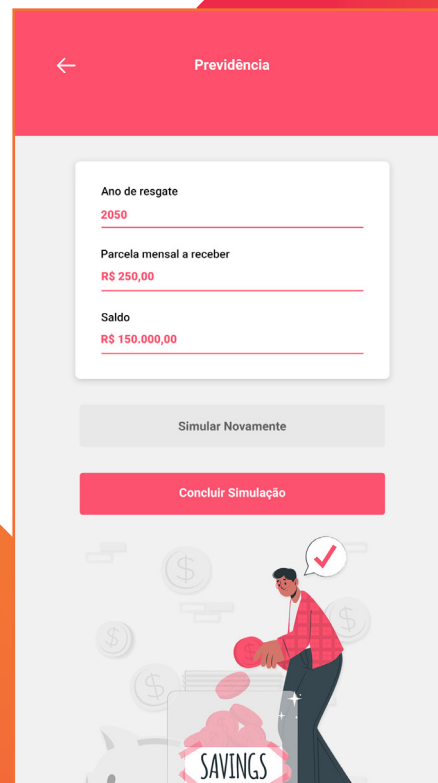 Previdência
Ano de resgate
2050
Parcela mensal a receber
R$ 250,00
Saldo
R$ 150.000,00
Simular Novamente
Concluir Simulação
$
$
$
$
SAVINGS